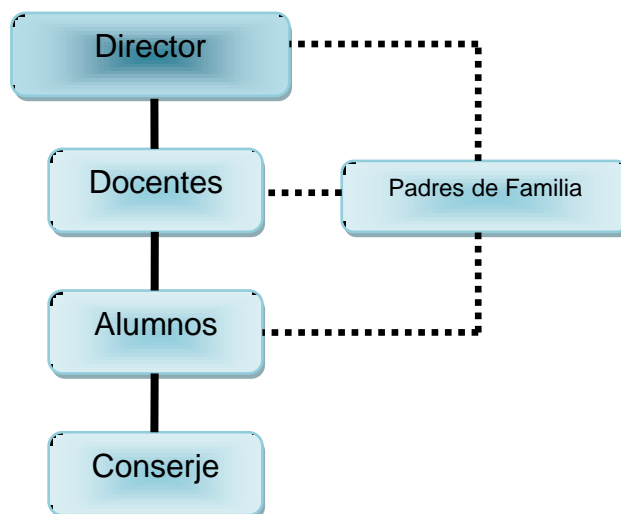 Director
Docentes
Padres de Familia
Alumnos
Conserje